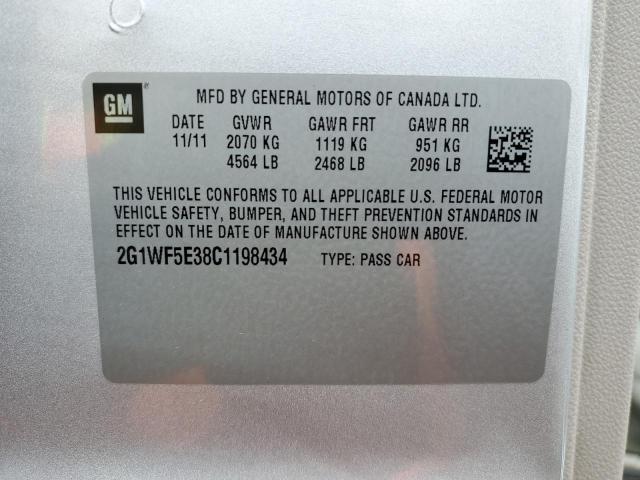 GM
MFD BY GENERAL MOTORS OF CANADA LTD.
DATE GVWR GAWR FRT GAWR RR
11/11 2070 KG 1119 KG 951 KG
4564 LB 2468 LB 2096 LB
THIS VEHICLE CONFORMS TO ALL APPLICABLE U.S. FEDERAL MOTOR
VEHICLE SAFETY, BUMPER, AND THEFT PREVENTION STANDARDS IN
EFFECT ON THE DATE OF MANUFACTURE SHOWN ABOVE.
2G1WF5E38C1198434 TYPE: PASS CAR